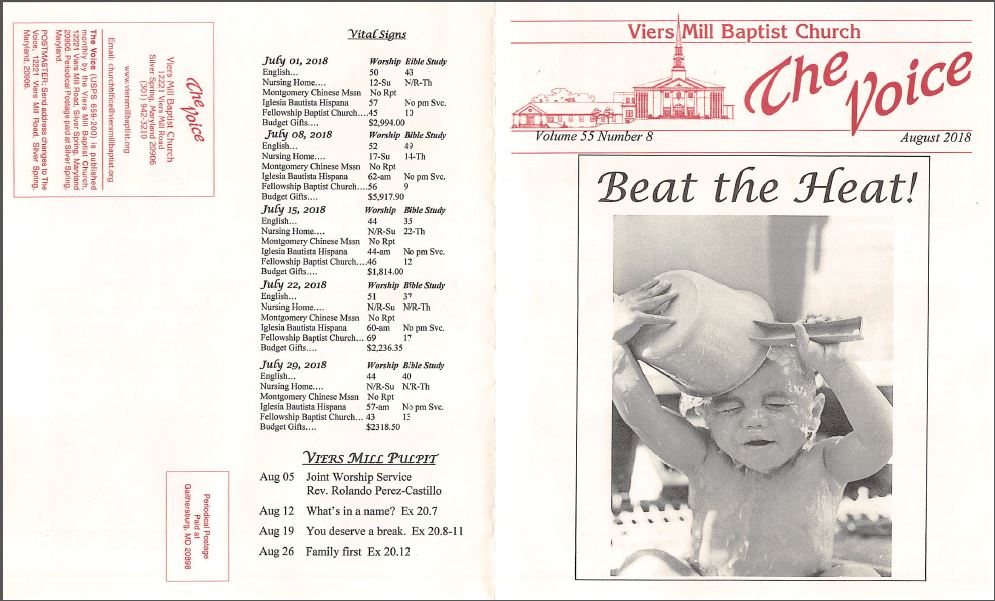 The Voice
Viers Mill Baptist Church
12221 Viers Mill Road
Silver Spring, Maryland 20906
(301) 942-3210
www.viersmillbaptist.org
Email: churchoffice@viersmillbaptist.org
The Voice (USPS 659-200) is published
monthly by the Viers Mill Baptist Church,
12221 Viers Mill Road, Silver Spring, Maryland
20906. Periodical Postage paid at Silver Spring,
Maryland.
POSTMASTER: Send address changes to The
Voice, 12221 Viers Mill Road, Silver Spring,
Maryland, 20906.
Periodical Postage
Paid at
Gaithersburg, MD 20898
Vital Signs
July 01, 2018 Worship Bible Study
English... 50 43
Nursing Home.... 12-Su N/R-Th
Montgomery Chinese Mssn No Rpt
Iglesia Bautista Hispana 57 No pm Svc.
Fellowship Baptist Church....45 10
Budget Gifts.... $2,994.00
July 08, 2018 Worship Bible Study
English... 52 49
Nursing Home.... 17-Su 14-Th
Montgomery Chinese Mssn No Rpt
Iglesia Bautista Hispana 62-am No pm Svc.
Fellowship Baptist Church....56 9
Budget Gifts.... $5,917.90
July 15, 2018 Worship Bible Study
English... 44 35
Nursing Home.... N/R-Su 22-Th
Montgomery Chinese Mssn No Rpt
Iglesia Bautista Hispana 44-am No pm Svc.
Fellowship Baptist Church....46 12
Budget Gifts.... $1,814.00
July 22, 2018 Worship Bible Study
English... 51 37
Nursing Home.... N/R-Su N/R-Th
Montgomery Chinese Mssn No Rpt
Iglesia Bautista Hispana 60-am No pm Svc.
Fellowship Baptist Church.... 69 17
Budget Gifts.... $2,236.35
July 29, 2018 Worship Bible Study
English... 44 40
Nursing Home.... N/R-Su N/R-Th
Montgomery Chinese Mssn No Rpt
Iglesia Bautista Hispana 57-am No pm Svc.
Fellowship Baptist Church... 43 13
Budget Gifts.... $2318.50
VIERS MILL PULPIT
Aug 05 Joint Worship Service
Rev. Rolando Perez-Castillo
Aug 12 What's in a name? Ex 20.7
Aug 19 You deserve a break. Ex 20.8-11
Aug 26 Family first Ex 20.12
Viers Mill Baptist Church
The Voice
Volume 55 Number 8 August 2018
Beat the Heat!